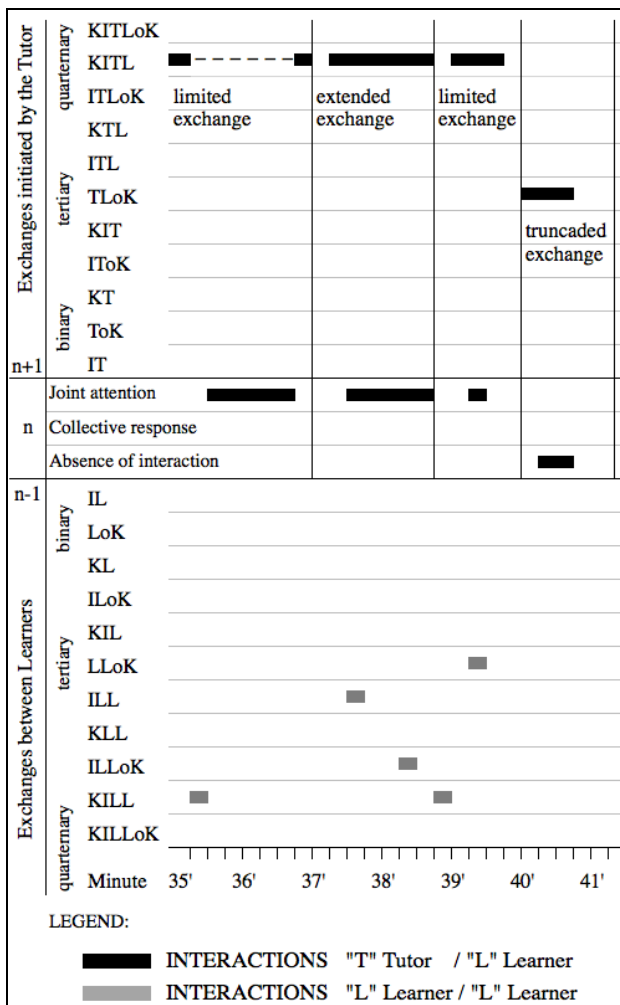 Exchanges initiated by the Tutor
quarternary
tertiary
binary
KITLoK
KITL
ITLoK
limited
exchange
extended
exchange
limited
exchange
KTL
ITL
TLoK
KIT
truncaded
exchange
IToK
KT
ToK
n+1
IT
Joint attention
n
Collective response
Absence of interaction
n-1
Exchanges between Learners
binary
tertiary
quarternary
IL
LoK
KL
ILoK
KIL
LLoK
ILL
KLL
ILLoK
KILL
KILLoK
Minute 35' 36' 37' 38' 39' 40' 41'
LEGEND:
INTERACTIONS "T" Tutor / "L" Learner
INTERACTIONS "L" Learner / "L" Learner